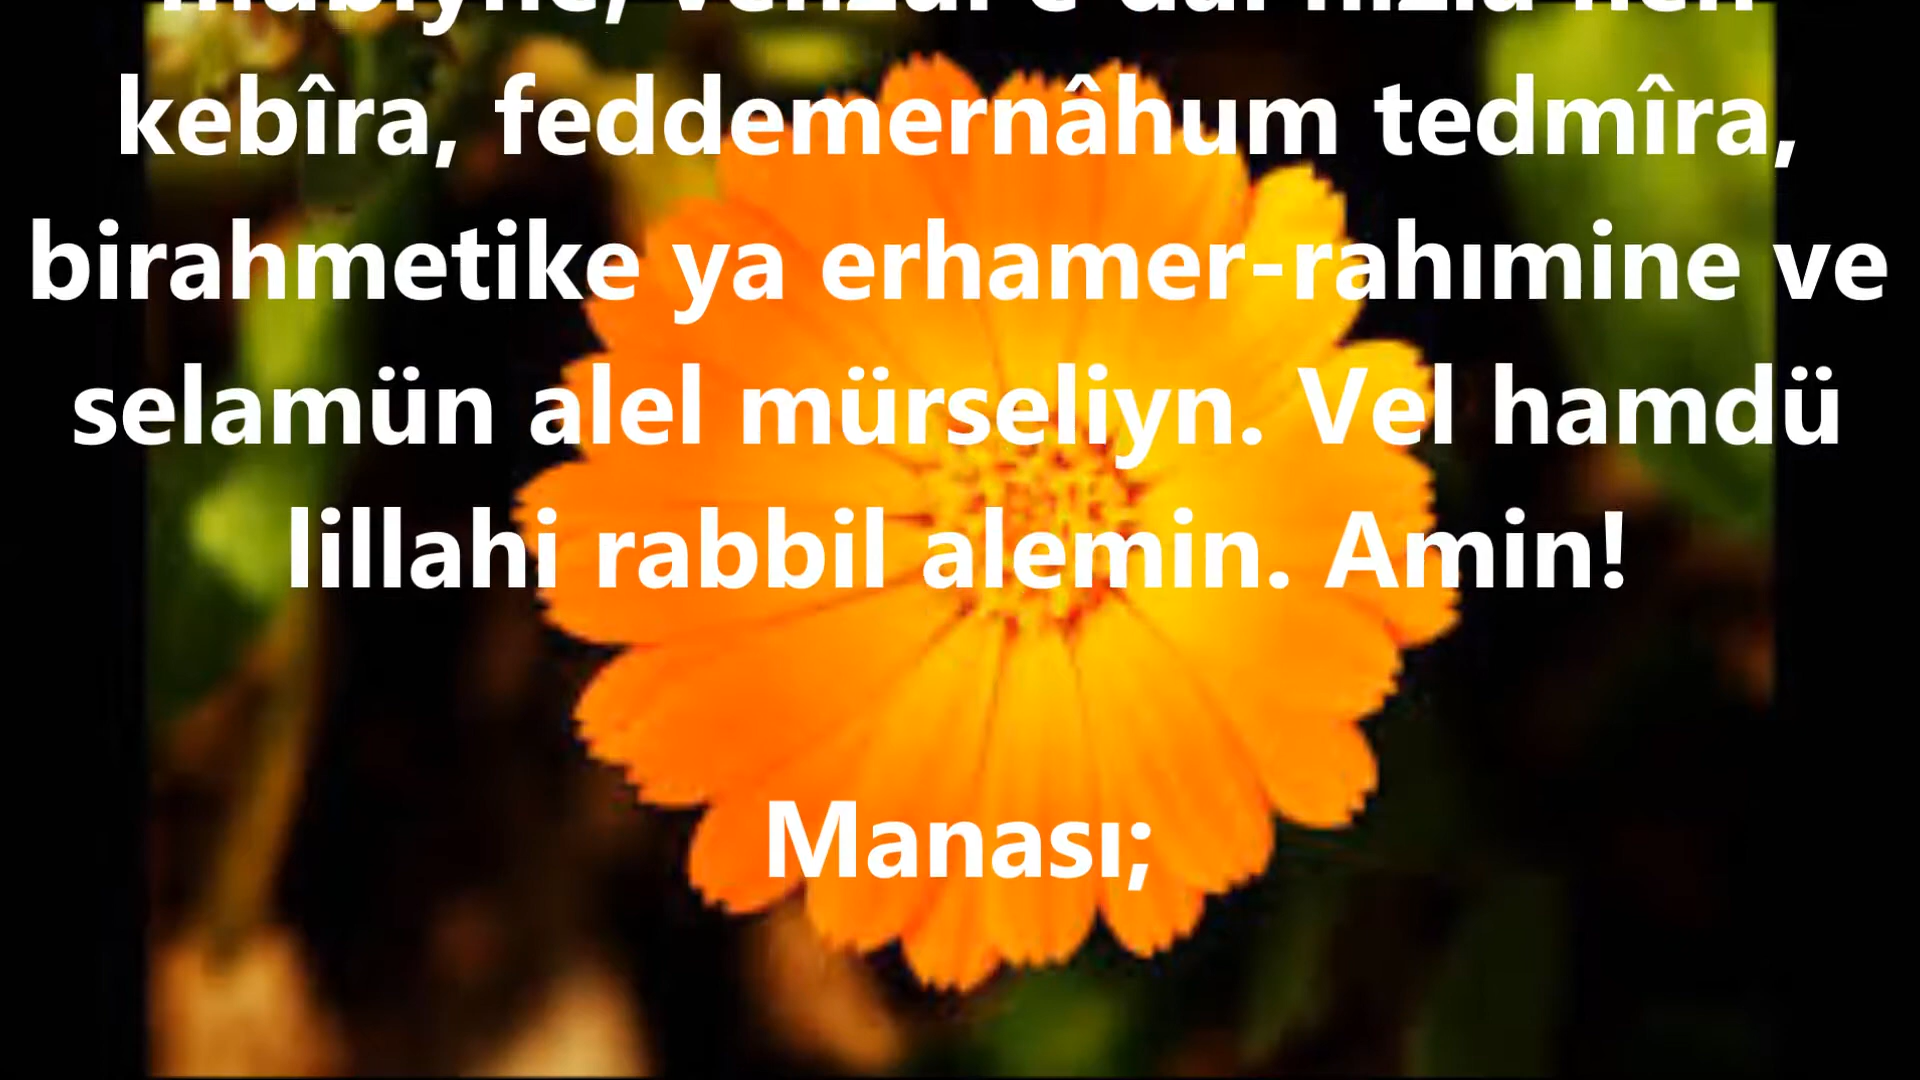 kebîra, feddemernâhum tedmîra,
birahmetike ya erhamer-rahımine ve
selamün alel mürseliyn. Vel hamdü
lillahi rabbil alemin. Amin!
Manası;